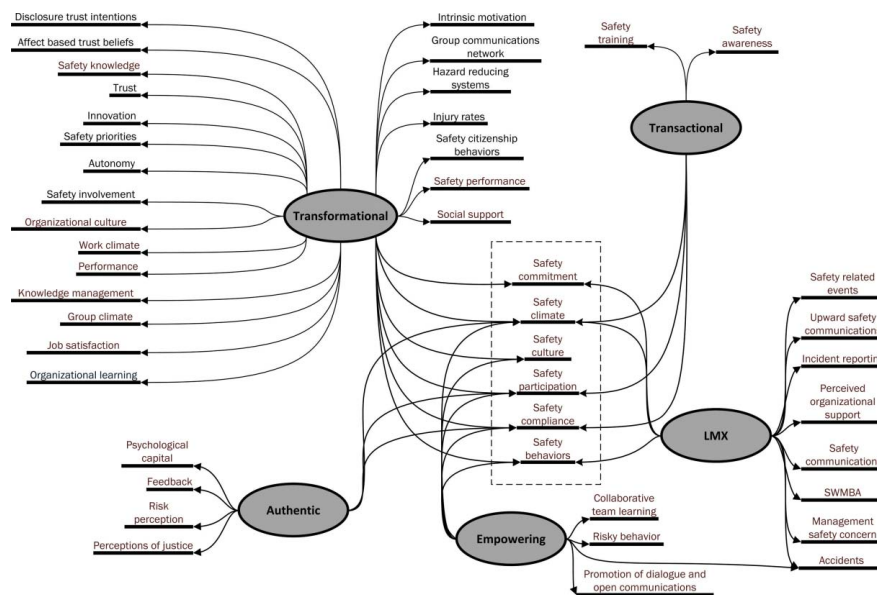 Disclosure trust intentions
Affect based trust beliefs
Safety knowledge
Trust
Innovation
Safety priorities
Autonomy
Safety involvement
Organizational culture
Work climate
Performance
Knowledge management
Group climate
Job satisfaction
Organizational learning
Transformational
Intrinsic motivation
Group communications
network
Hazard reducing
systems
Injury rates
Safety citizenship
behaviors
Safety performance
Social support
Safety
training
Safety
awareness
Transactional
Safety
commitment
Safety
climate
Safety
culture
Safety
participation
Safety
compliance
Safety
behaviors
Safety related
events
Upward safety
communication
Incident reportin
Perceived
organizational
support
LMX
Safety
communication
SWMBA
Management
safety concern
Accidents
Psychological
capital
Feedback
Risk
perception
Perceptions of justice
Authentic
Empowering
Collaborative
team learning
Risky behavior
Promotion of dialogue and
open communications